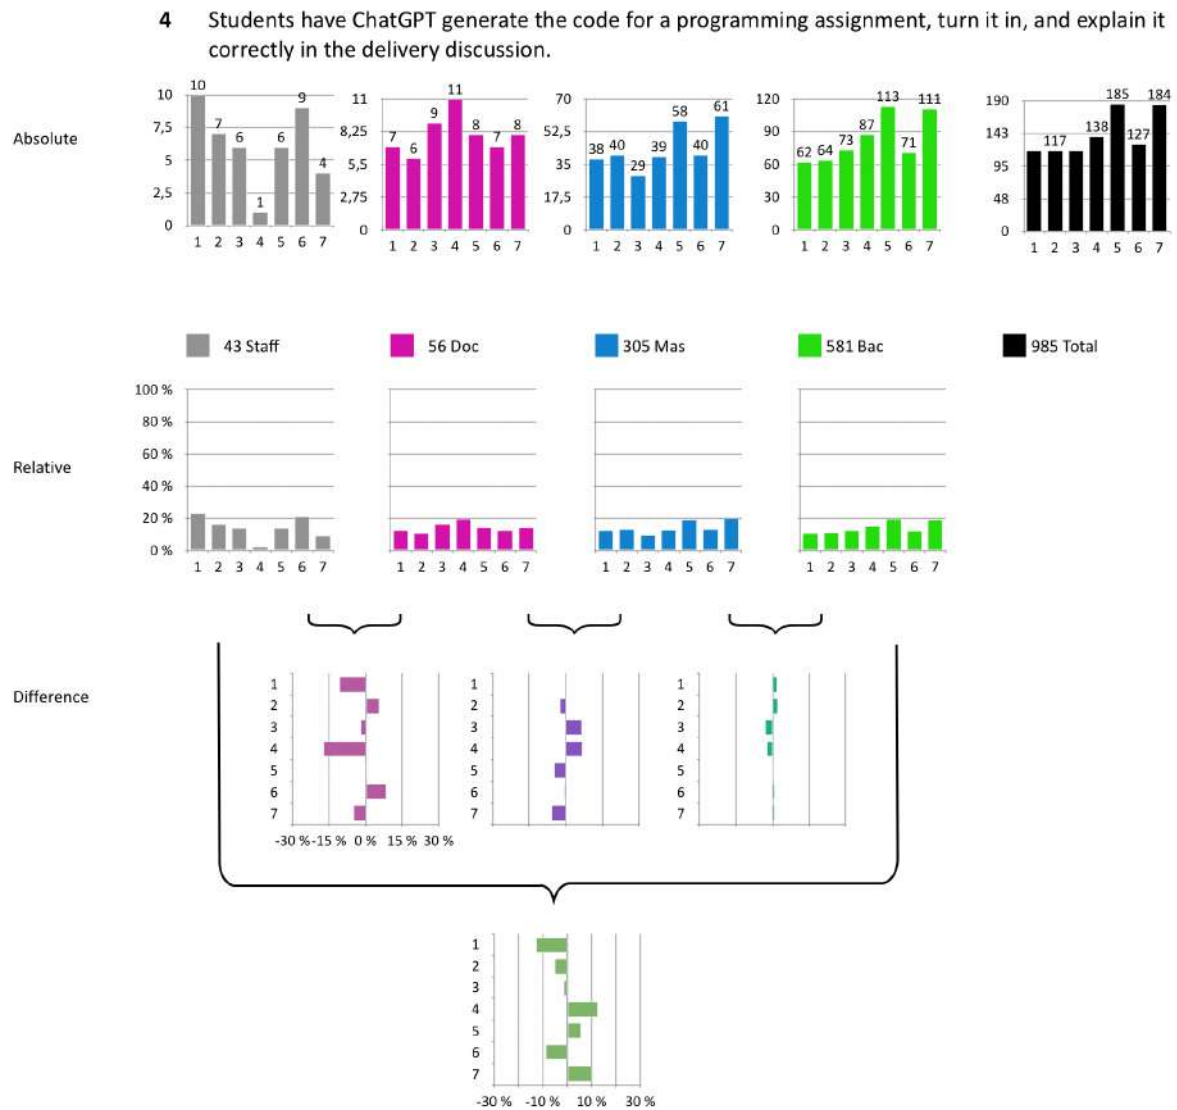 4 Students have ChatGPT generate the code for a programming assignment, turn it in, and explain it
correctly in the delivery discussion.
Absolute
10
7,5
5
2,5
0
10 7 6 1 6 9 4
1 2 3 4 5 6 7
11
8,25
5,5
2,75
0
7 6 9 11 8 7 8
1 2 3 4 5 6 7
70
52,5
35
17,5
0
38 40 29 39 58 40 61
1 2 3 4 5 6 7
120
90
60
30
0
62 64 73 87 113 71 111
1 2 3 4 5 6 7
190
143
95
48
0
117 138 185 127 184
1 2 3 4 5 6 7
43 Staff 56 Doc 305 Mas 581 Bac 985 Total
Relative
100 %
80 %
60 %
40 %
20 %
0 %
1 2 3 4 5 6 7 1 2 3 4 5 6 7 1 2 3 4 5 6 7 1 2 3 4 5 6 7
Difference
1 1 1
2 2 2
3 3 3
4 4 4
5 5 5
6 6 6
7 7 7
-30 % -15 % 0 % 15 % 30 %
1
2
3
4
5
6
7
-30 % -10 % 10 % 30 %